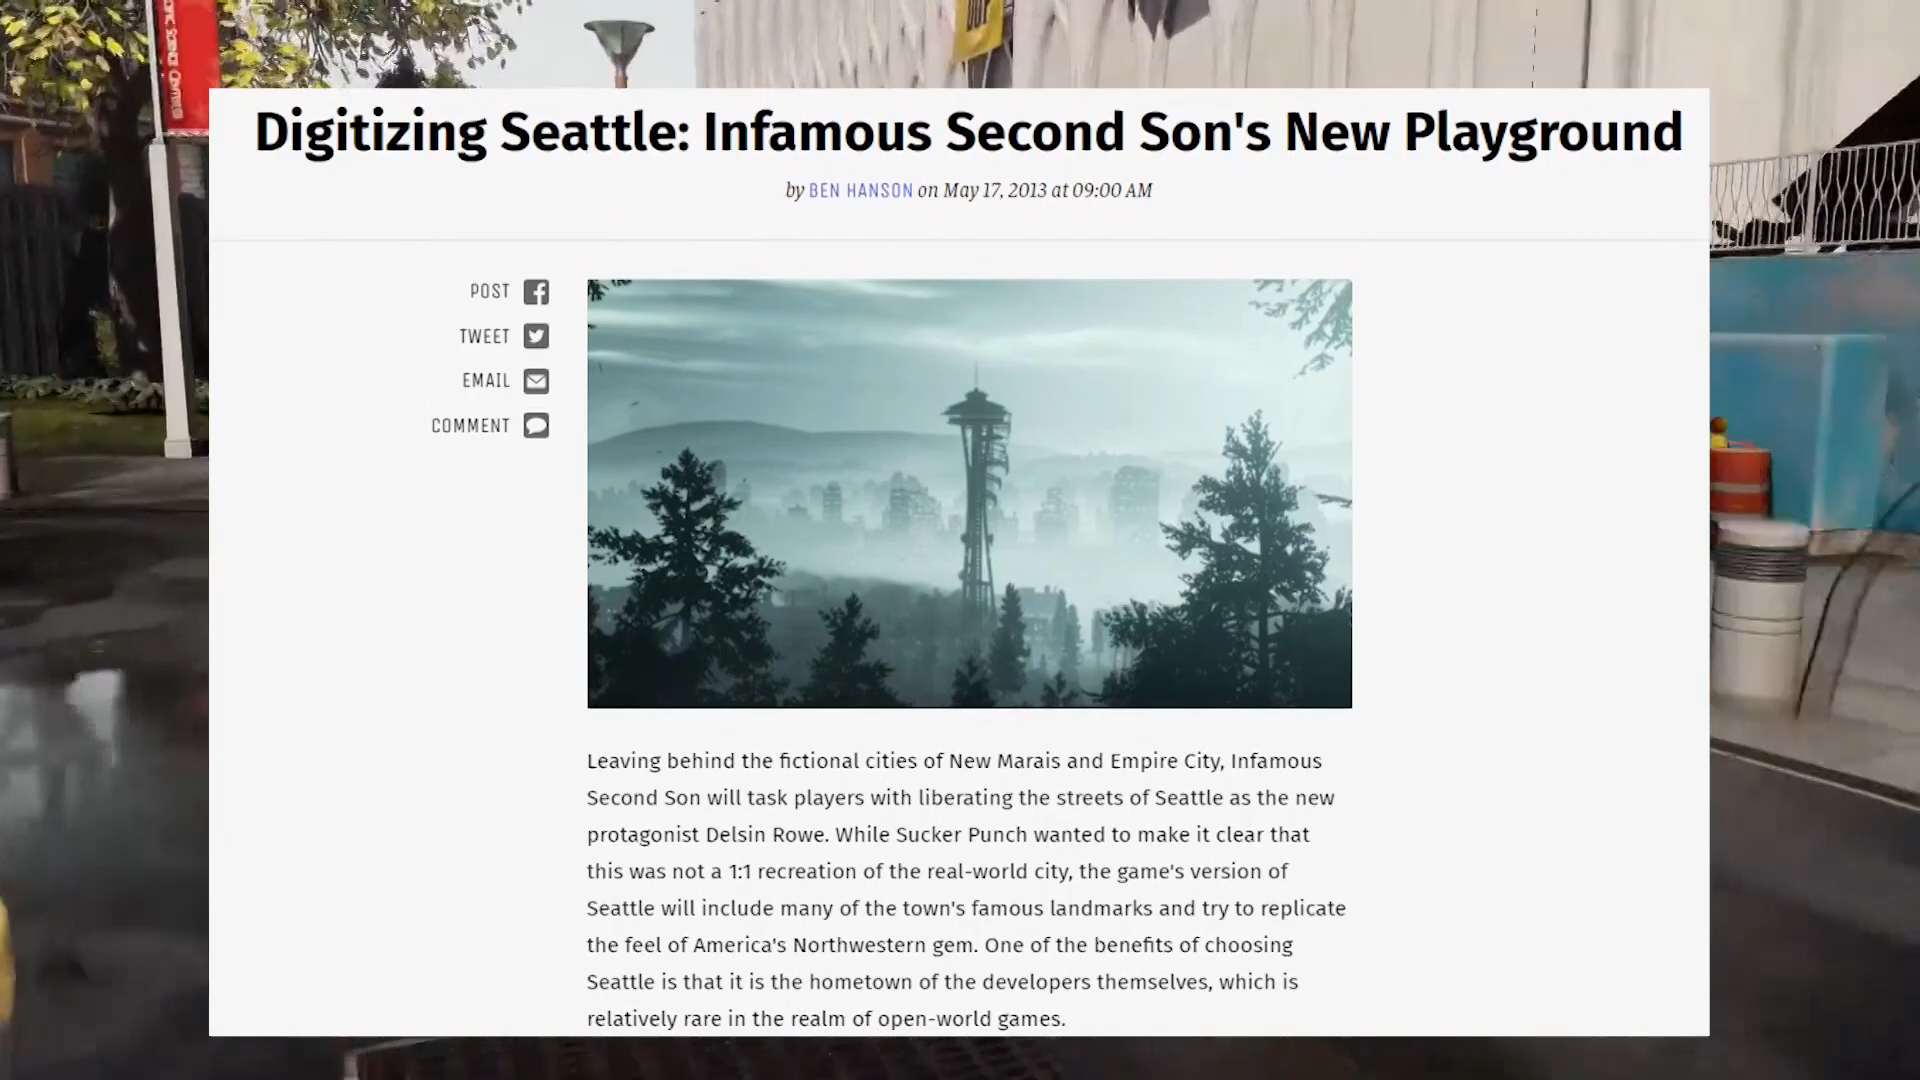 Digitizing Seattle: Infamous Second Son's New Playground
by BEN HANSON on May 17, 2013 at 09:00 AM
POST
TWEET
EMAIL
COMMENT
Leaving behind the fictional cities of New Marais and Empire City, Infamous
Second Son will task players with liberating the streets of Seattle as the new
protagonist Delsin Rowe. While Sucker Punch wanted to make it clear that
this was not a 1:1 recreation of the real-world city, the game's version of
Seattle will include many of the town's famous landmarks and try to replicate
the feel of America's Northwestern gem. One of the benefits of choosing
Seattle is that it is the hometown of the developers themselves, which is
relatively rare in the realm of open-world games.